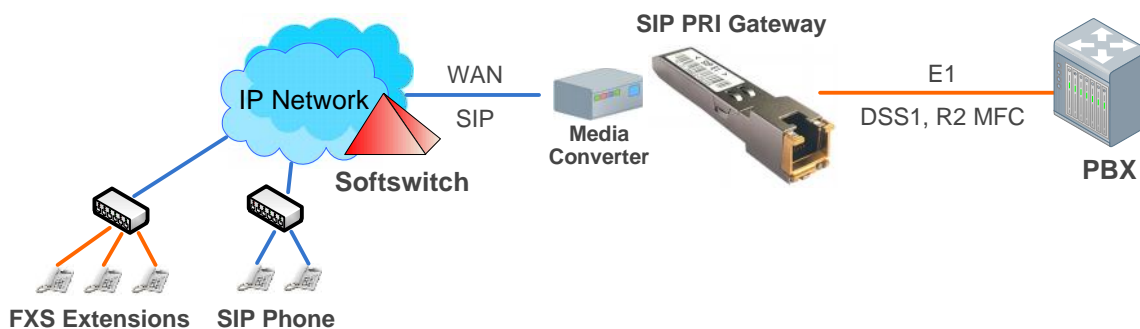 SIP PRI Gateway
WAN
SIP
IP Network
Softswitch
Media
Converter
E1
DSS1, R2 MFC
PBX
FXS Extensions
SIP Phone